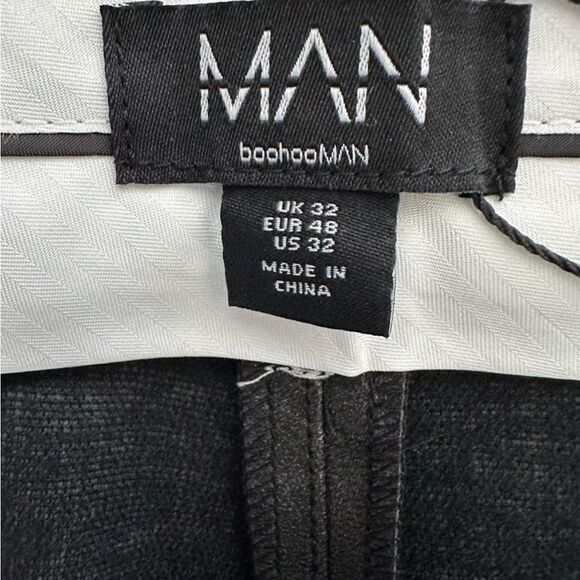 MAN
boohooMAN
UK 32
EUR 48
US 32
MADE IN
CHINA